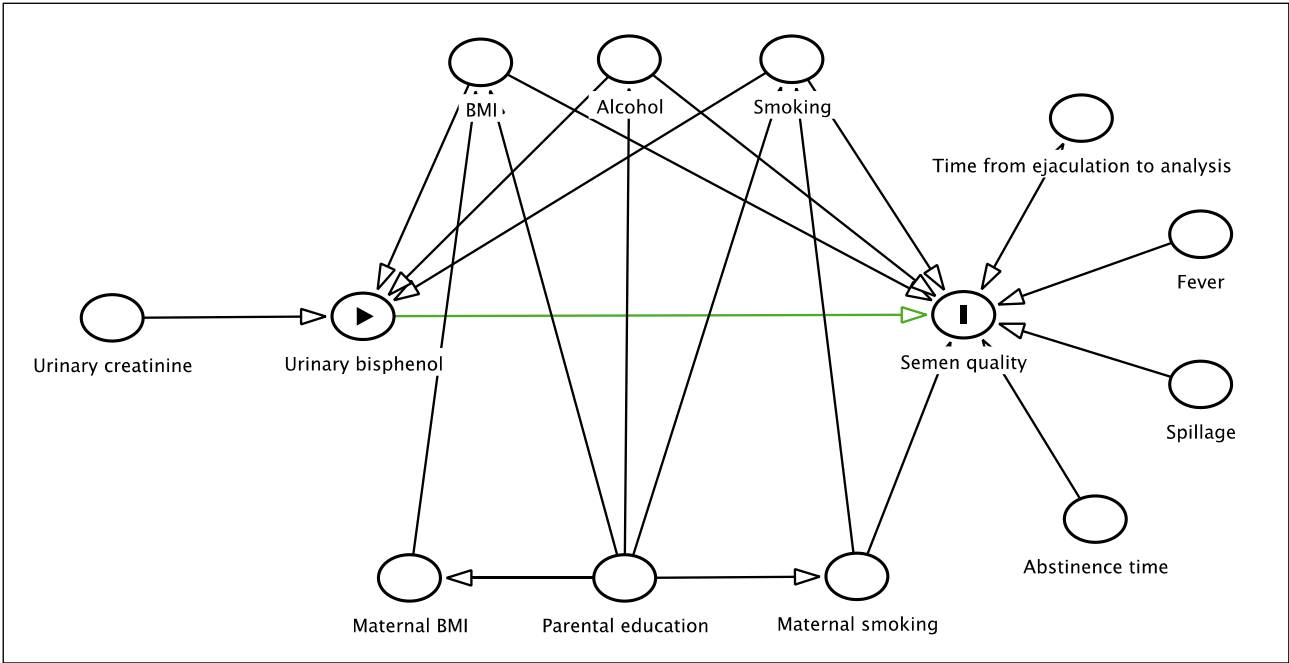 BMI
Alcohol
Smoking
Time from ejaculation to analysis
Fever
Urinary creatinine
Urinary bisphenol
Semen quality
Spillage
Abstinence time
Maternal BMI
Parental education
Maternal smoking